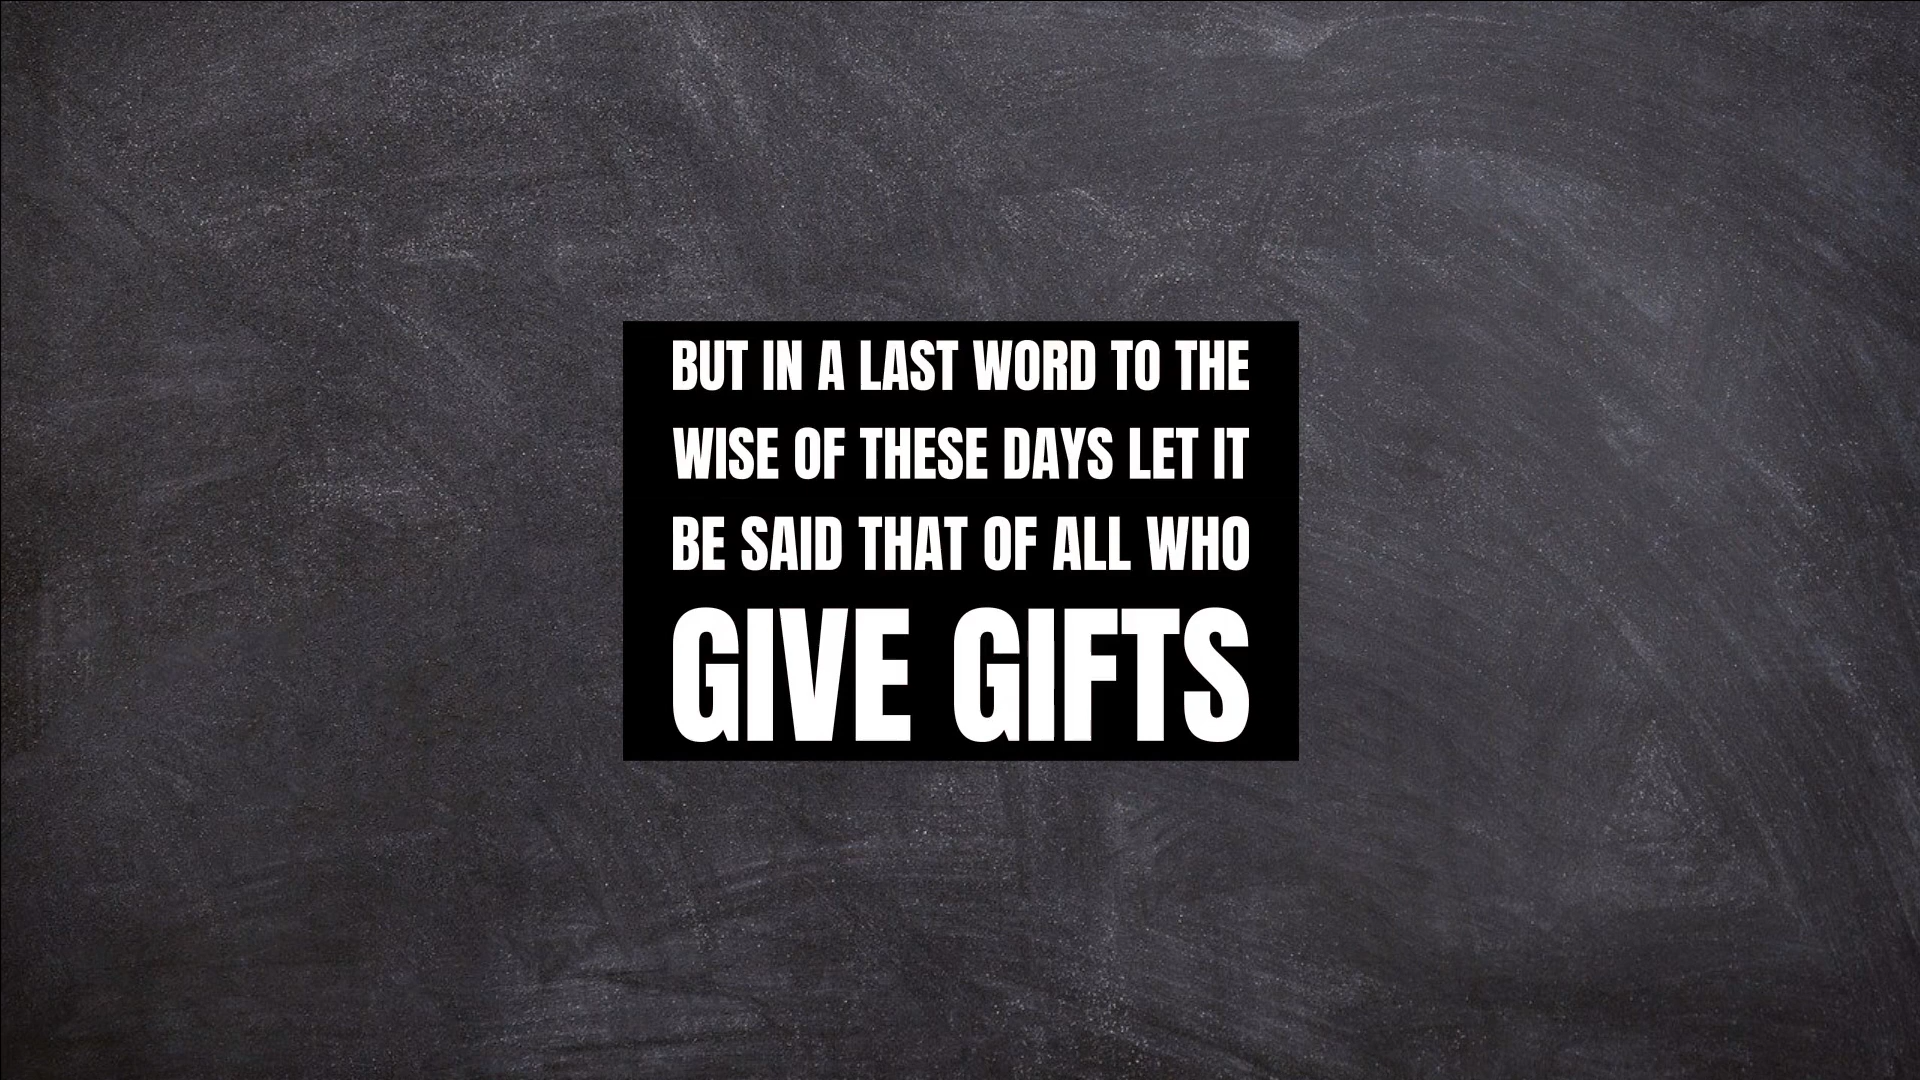 BUT IN A LAST WORD TO THE
WISE OF THESE DAYS LET IT
BE SAID THAT OF ALL WHO
GIVE GIFTS